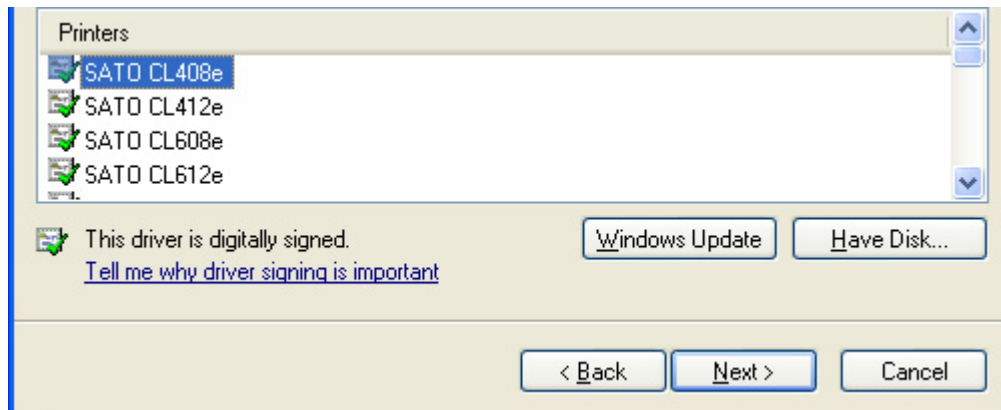 Printers
SATO CL408e
SATO CL412e
SATO CL608e
SATO CL612e
This driver is digitally signed.
Tell me why driver signing is important
Windows Update
Have Disk...
< Back
Next >
Cancel